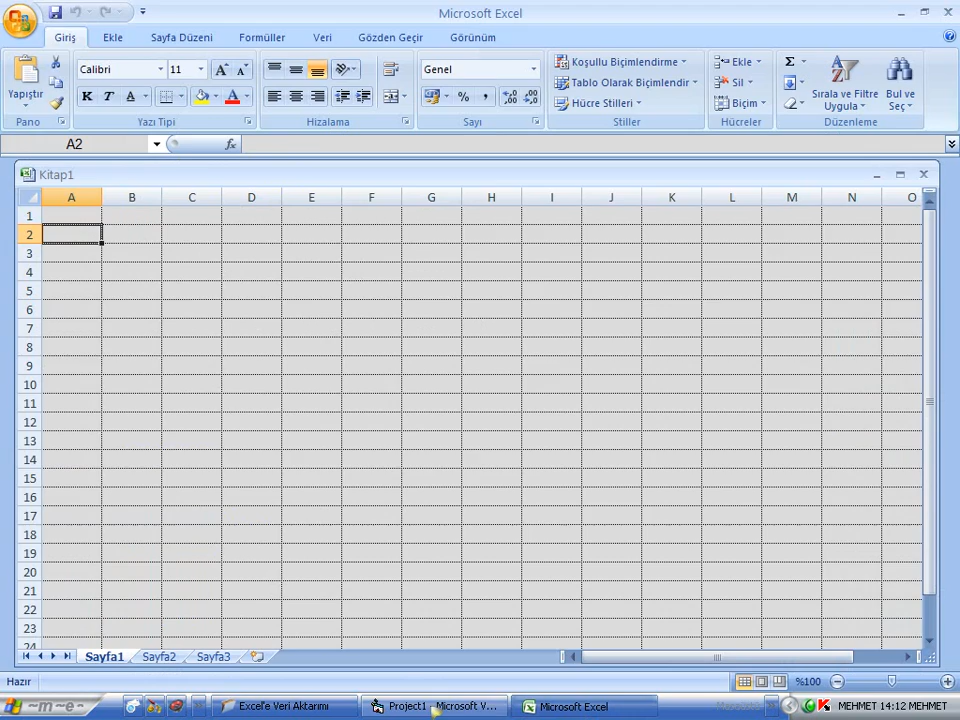 Microsoft Excel
Giriş Ekle Sayfa Düzeni Formüller Veri Gözden Geçir Görünüm
Yapıştır
Calibri 11
K T A
Genel
% ,
Koşullu Biçimlendirme
Tablo Olarak Biçimlendir
Hücre Stilleri
Ekle
Sil
Biçim
Σ
Sırala ve Filtre Uygula
Bul ve Seç
Pano Yazı Tipi Hizalama Sayı Stiller Hücreler Düzenleme
A2 fx
Kitap1
A B C D E F G H I J K L M N O
1
2
3
4
5
6
7
8
9
10
11
12
13
14
15
16
17
18
19
20
21
22
23
24
Sayfa1 Sayfa2 Sayfa3
Hazır %100
~m~e~ Excel'e Veri Aktarımı Project1 - Microsoft V... Microsoft Excel MEHMET 14:12 MEHMET